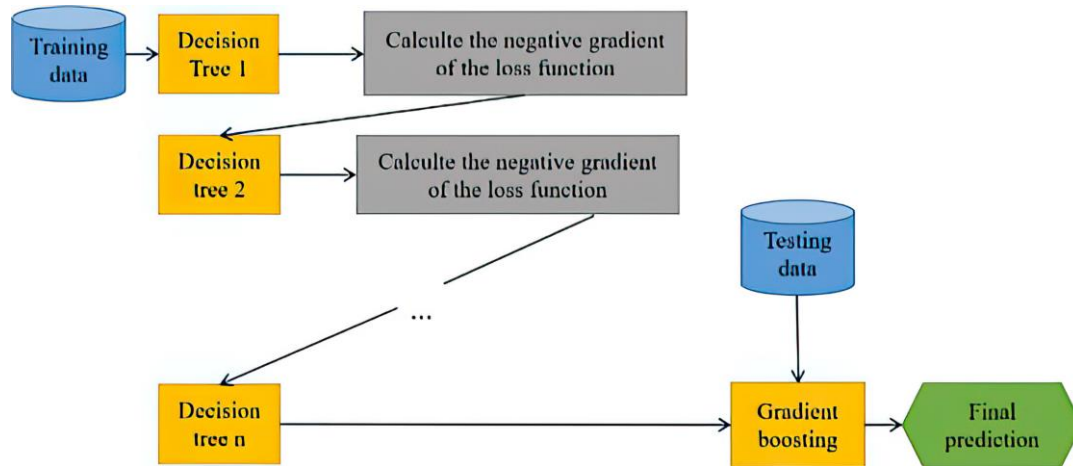 Training
data
Decision
Tree 1
Calculte the negative gradient
of the loss function
Decision
tree 2
Calculte the negative gradient
of the loss function
Testing
data
...
Decision
tree n
Gradient
boosting
Final
prediction